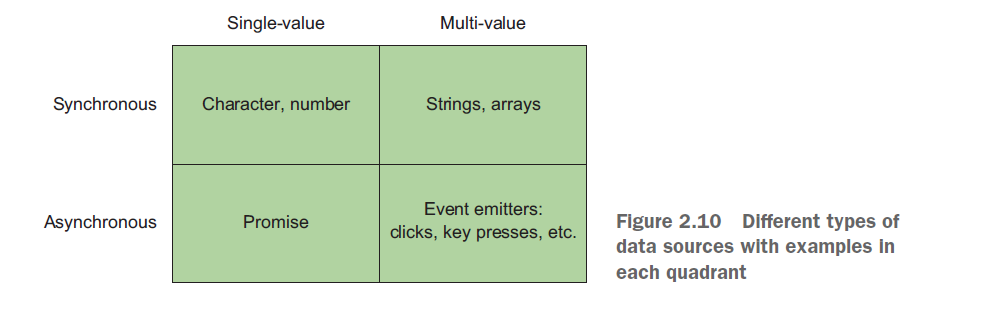 Single-value Multi-value
Synchronous Character, number Strings, arrays
Asynchronous Promise Event emitters:
clicks, key presses, etc.
Figure 2.10 Different types of
data sources with examples in
each quadrant